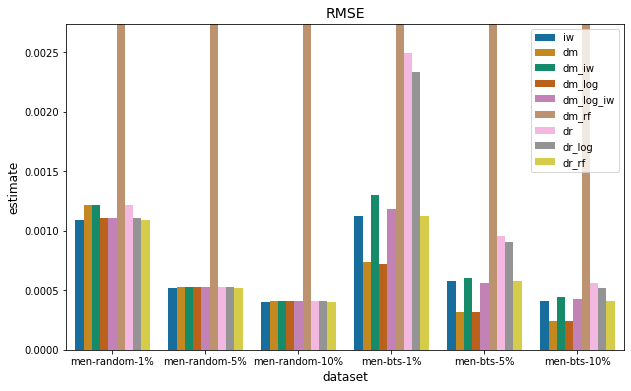 RMSE
estimate
0.0025
0.0020
0.0015
0.0010
0.0005
0.0000
iw
dm
dm_iw
dm_log
dm_log_iw
dm_rf
dr
dr_log
dr_rf
men-random-1% men-random-5% men-random-10% men-bts-1% men-bts-5% men-bts-10%
dataset